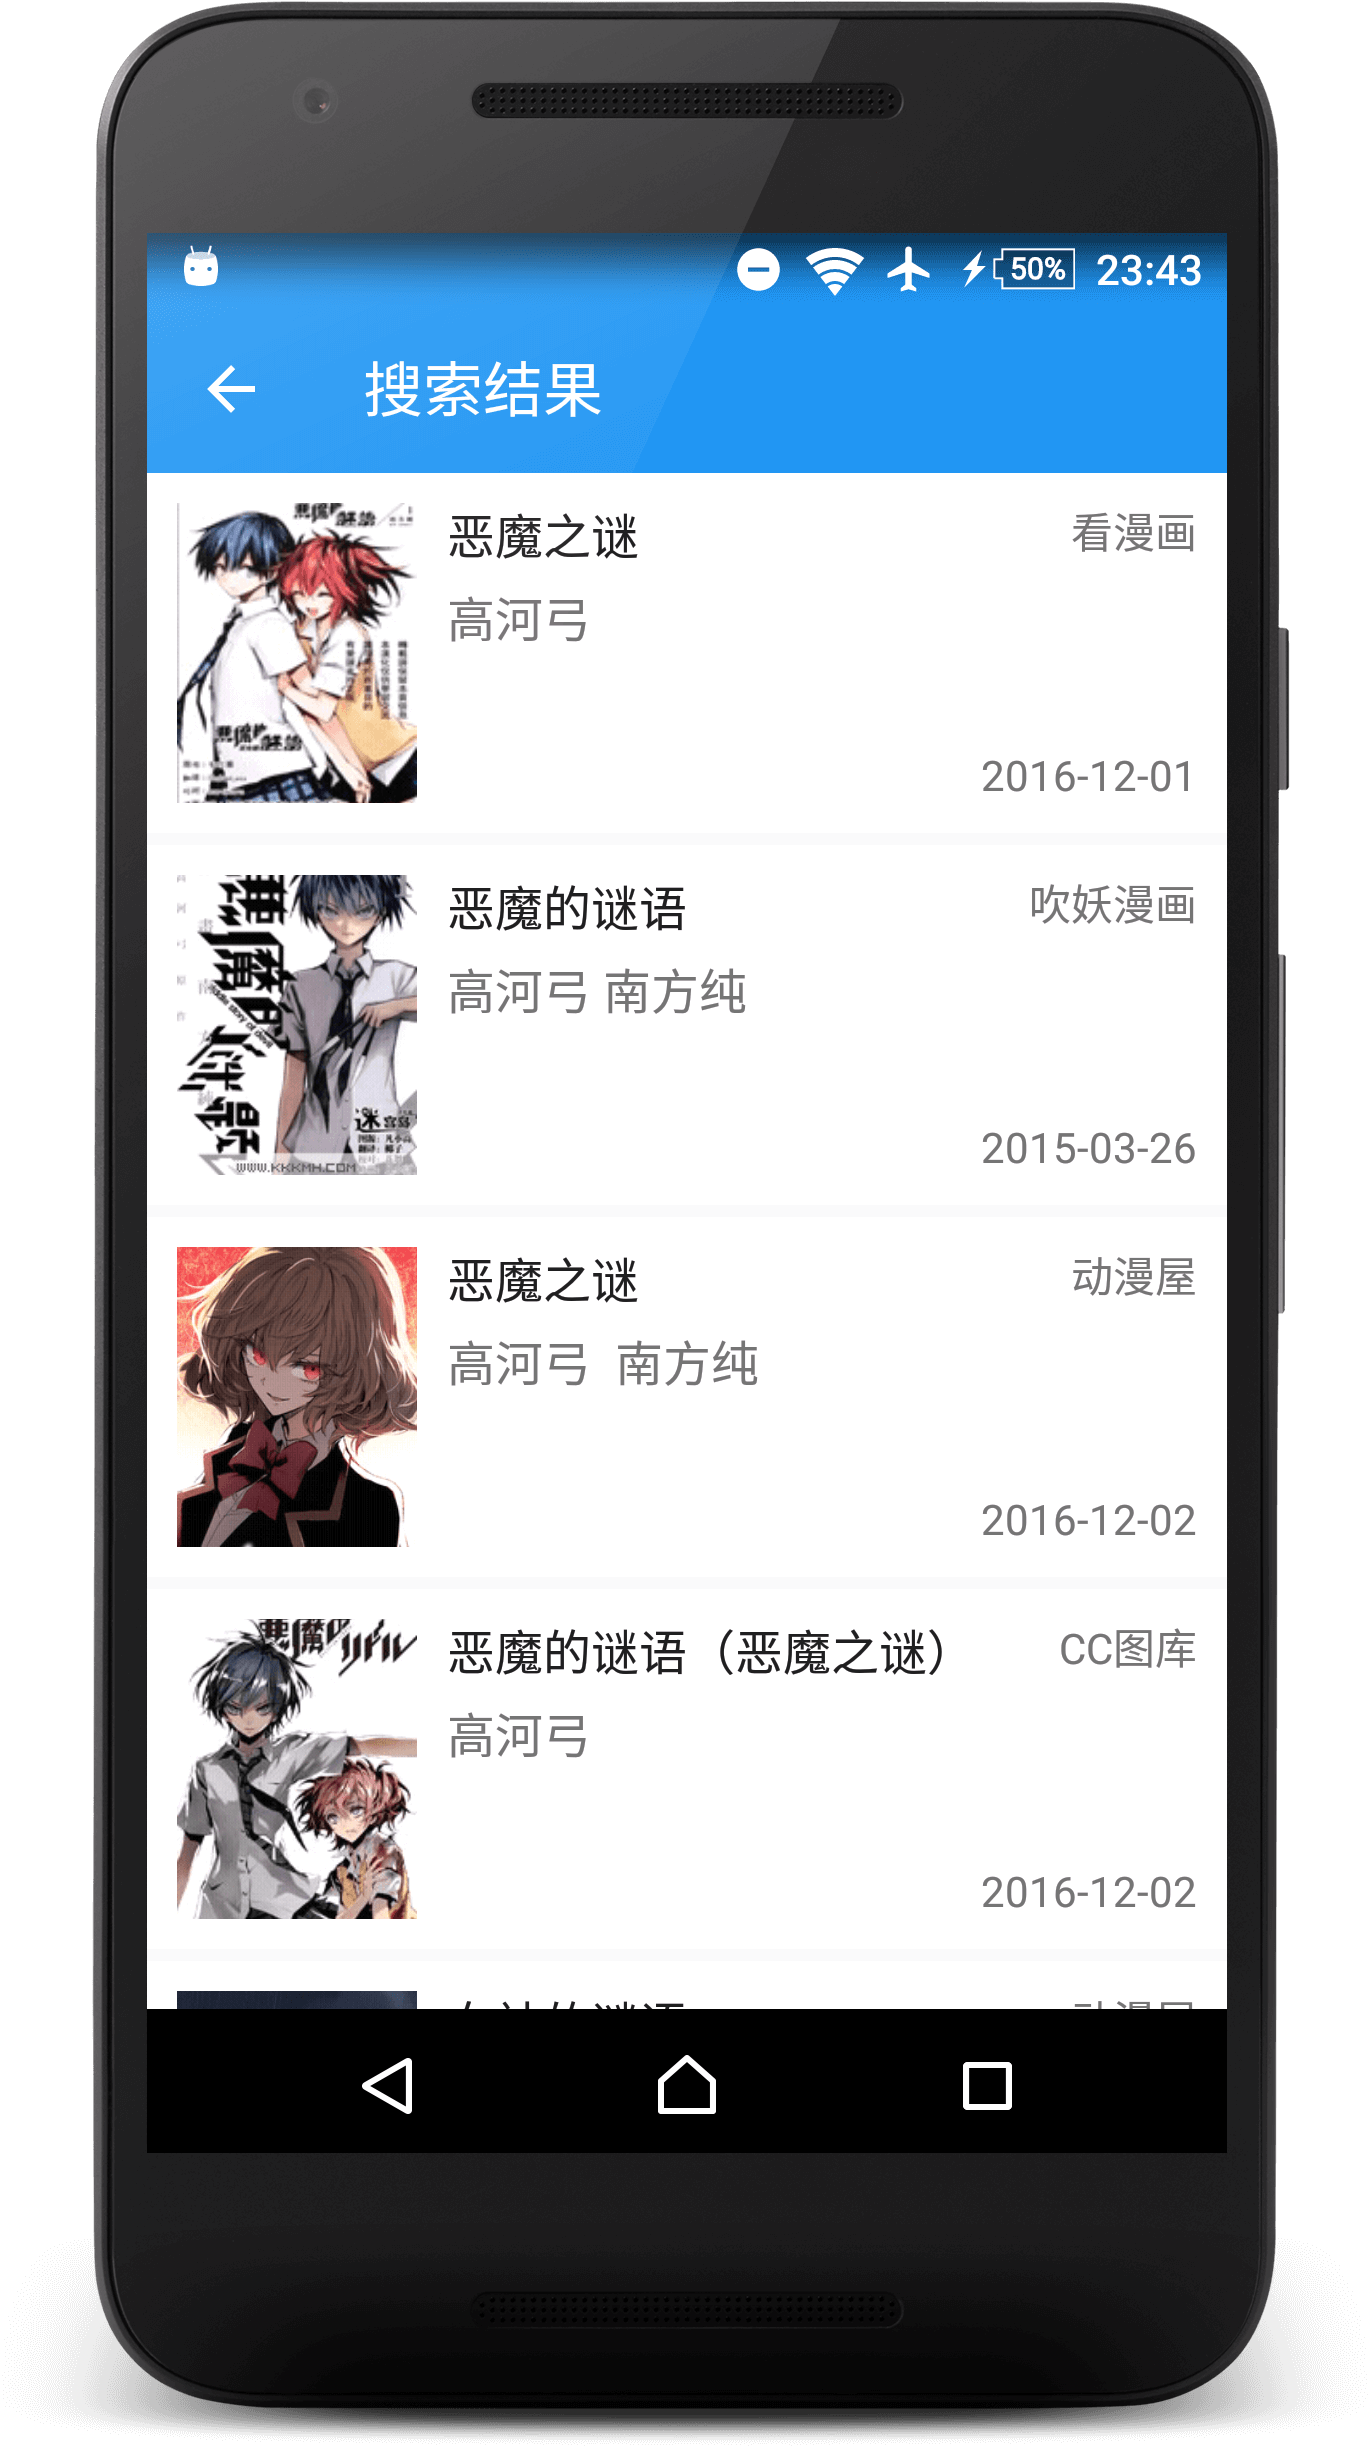 50% 23:43
搜索结果
恶魔之谜 看漫画
高河弓
2016-12-01
恶魔的谜语 吹妖漫画
高河弓 南方纯
WWW.KKKMH.COM
2015-03-26
恶魔之谜 动漫屋
高河弓 南方纯
2016-12-02
恶魔的谜语（恶魔之谜） CC图库
高河弓
2016-12-02